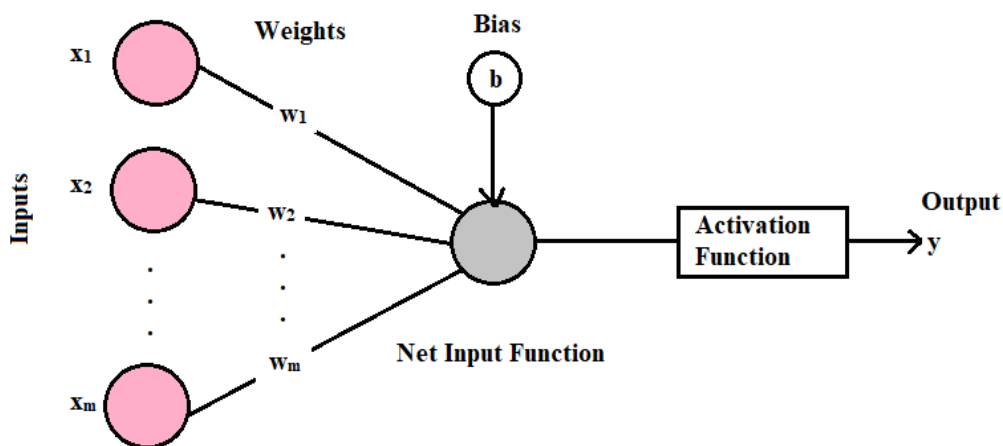 Weights
Bias
x₁
b
w₁
Inputs
x₂
w₂
Activation
Function
Output
y
Net Input Function
wₘ
xₘ